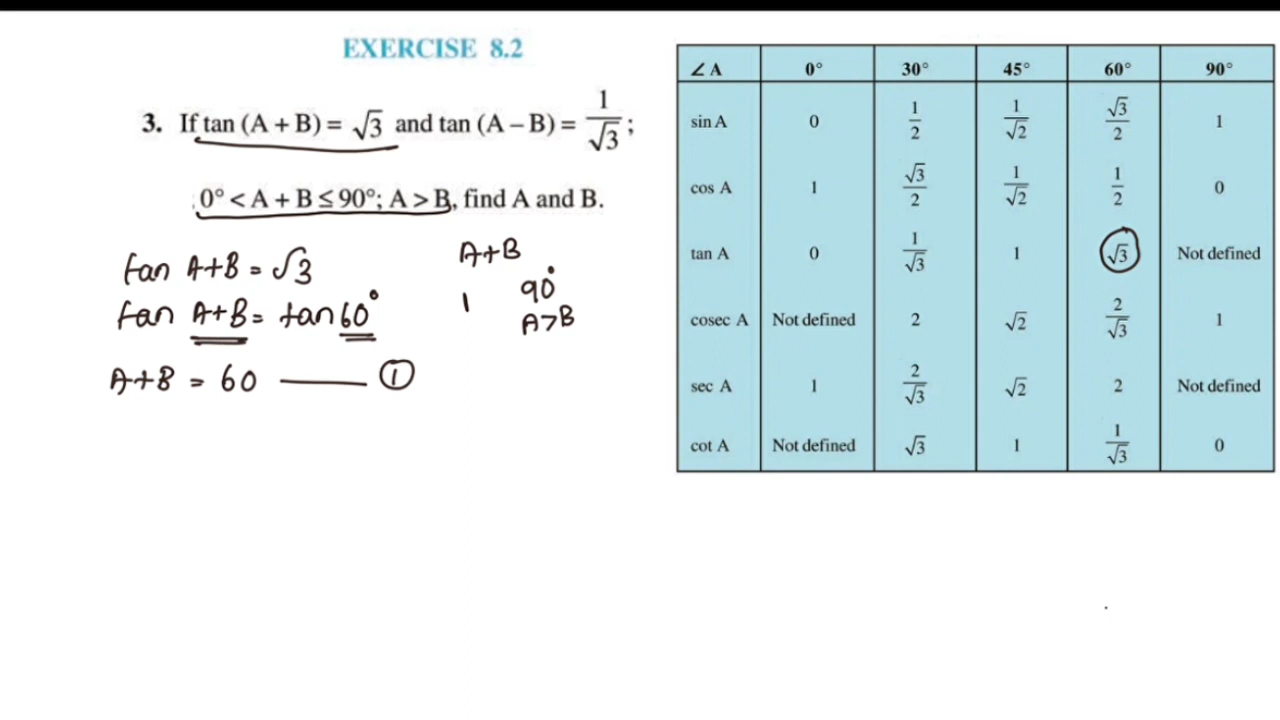 EXERCISE 8.2
3. If tan (A + B) = √3 and tan (A – B) = 1/√3;
0° < A + B ≤ 90°; A > B, find A and B.
tan A+B = √3
tan A+B = tan 60°
A+B = 60 —— ①
A+B
1 90°
A>B
∠A 0° 30° 45° 60° 90°
sin A 0 1/2 1/√2 √3/2 1
cos A 1 √3/2 1/√2 1/2 0
tan A 0 1/√3 1 √3 Not defined
cosec A Not defined 2 √2 2/√3 1
sec A 1 2/√3 √2 2 Not defined
cot A Not defined √3 1 1/√3 0